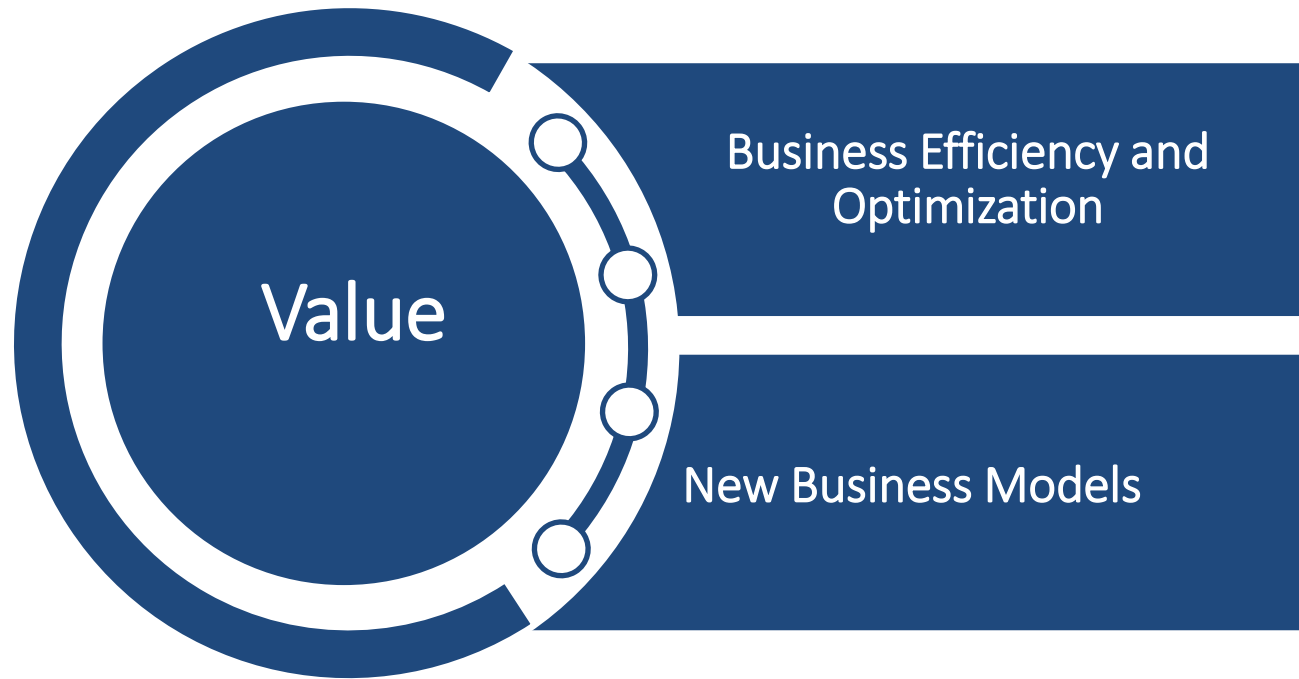 Value
Business Efficiency and
Optimization
New Business Models